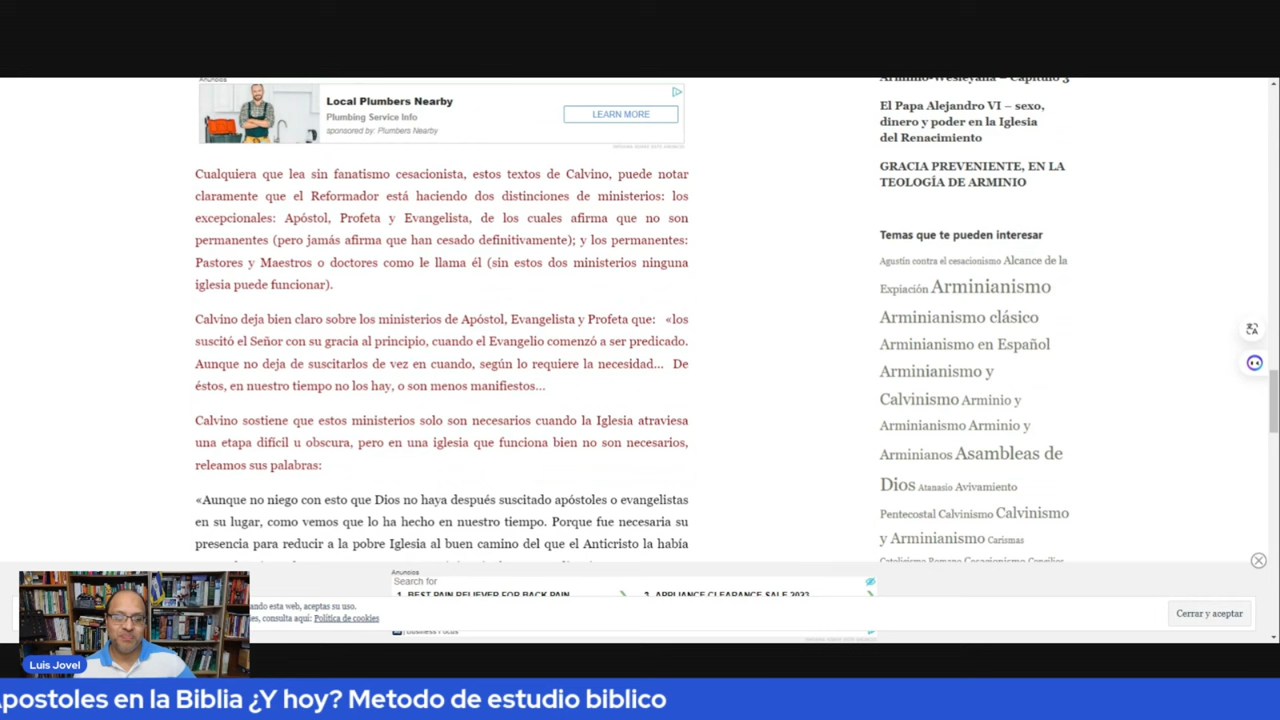 Anuncios
Local Plumbers Nearby
Plumbing Service Info
sponsored by: Plumbers Nearby
LEARN MORE
Cualquiera que lea sin fanatismo cesacionista, estos textos de Calvino, puede notar
claramente que el Reformador está haciendo dos distinciones de ministerios: los
excepcionales: Apóstol, Profeta y Evangelista, de los cuales afirma que no son
permanentes (pero jamás afirma que han cesado definitivamente); y los permanentes:
Pastores y Maestros o doctores como le llama él (sin estos dos ministerios ninguna
iglesia puede funcionar).
Calvino deja bien claro sobre los ministerios de Apóstol, Evangelista y Profeta que: «los
suscitó el Señor con su gracia al principio, cuando el Evangelio comenzó a ser predicado.
Aunque no deja de suscitarlos de vez en cuando, según lo requiere la necesidad… De
éstos, en nuestro tiempo no los hay, o son menos manifiestos…
Calvino sostiene que estos ministerios solo son necesarios cuando la Iglesia atraviesa
una etapa difícil u obscura, pero en una iglesia que funciona bien no son necesarios,
releamos sus palabras:
«Aunque no niego con esto que Dios no haya después suscitado apóstoles o evangelistas
en su lugar, como vemos que lo ha hecho en nuestro tiempo. Porque fue necesaria su
presencia para reducir a la pobre Iglesia al buen camino del que el Anticristo la había
Arminio-Wesleyana – Capítulo 3
El Papa Alejandro VI – sexo,
dinero y poder en la Iglesia
del Renacimiento
GRACIA PREVENIENTE, EN LA
TEOLOGÍA DE ARMINIO
Temas que te pueden interesar
Agustín contra el cesacionismo Alcance de la
Expiación Arminianismo
Arminianismo clásico
Arminianismo en Español
Arminianismo y
Calvinismo Arminio y
Arminianismo Arminio y
Arminianos Asambleas de
Dios Atanasio Avivamiento
Pentecostal Calvinismo Calvinismo
y Arminianismo Carismas
Catolicismo Romano Cesacionismo Concilios
Anuncios
Search for
1. BEST PAIN RELIEVER FOR BACK PAIN
3. APPLIANCE CLEARANCE SALE 2023
Business Focus
ando esta web, aceptas su uso.
es, consulta aquí: Política de cookies
Cerrar y aceptar
Luis Jovel
postoles en la Biblia ¿Y hoy? Metodo de estudio biblico